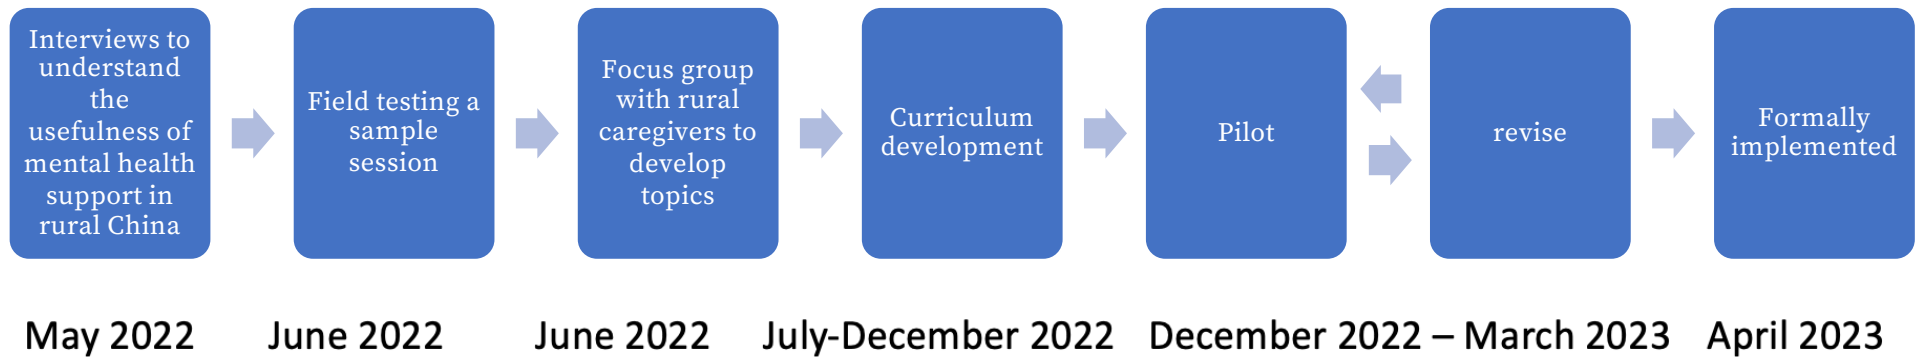 Interviews to
understand
the
usefulness of
mental health
support in
rural China
Field testing a
sample
session
Focus group
with rural
caregivers to
develop
topics
Curriculum
development
Pilot
revise
Formally
implemented
May 2022
June 2022
June 2022
July-December 2022
December 2022 – March 2023
April 2023